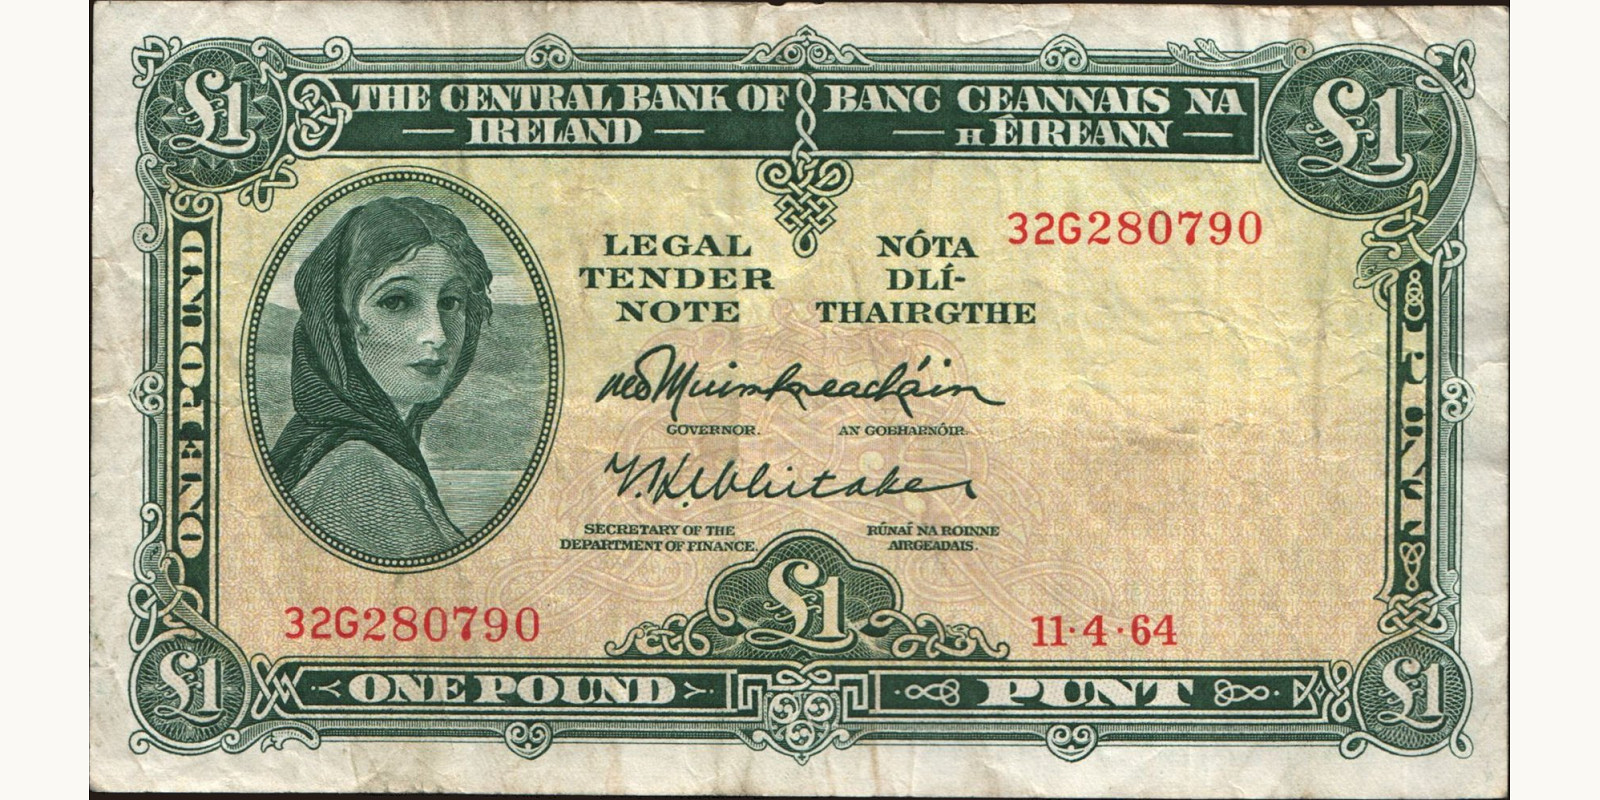 £1
THE CENTRAL BANK OF
IRELAND
BANC CEANNAIS NA
H ÉIREANN
£1
ONE POUND
LEGAL
TENDER
NOTE
NÓTA
DLÍ-
THAIRGTHE
32G280790
GOVERNOR.
AN GOBHARNÓIR.
T.K. Whitaker
SECRETARY OF THE
DEPARTMENT OF FINANCE.
RÚNAÍ NA ROINNE
AIRGEADAIS.
PUNT
32G280790
£1
11·4·64
£1
ONE POUND
PUNT
£1